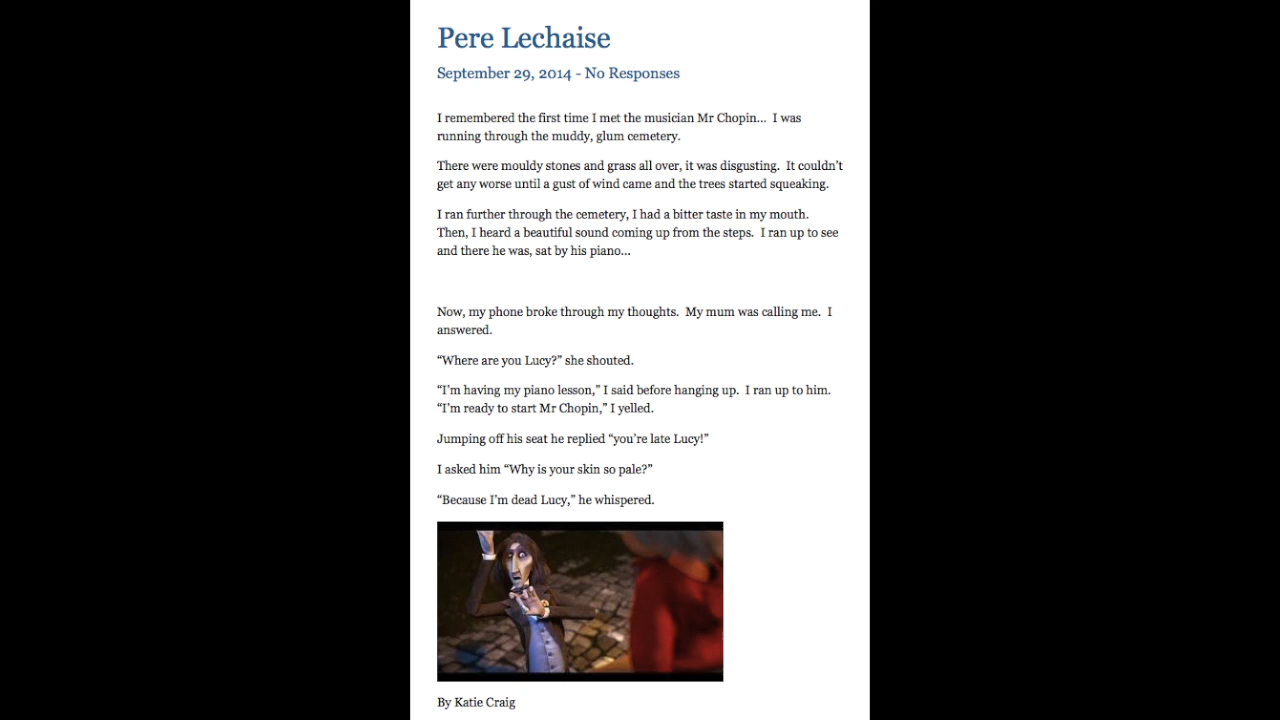 Pere Lechaise
September 29, 2014 - No Responses
I remembered the first time I met the musician Mr Chopin...  I was
running through the muddy, glum cemetery.
There were mouldy stones and grass all over, it was disgusting.  It couldn't
get any worse until a gust of wind came and the trees started squeaking.
I ran further through the cemetery, I had a bitter taste in my mouth.
Then, I heard a beautiful sound coming up from the steps.  I ran up to see
and there he was, sat by his piano...
Now, my phone broke through my thoughts.  My mum was calling me.  I
answered.
“Where are you Lucy?” she shouted.
“I'm having my piano lesson,” I said before hanging up.  I ran up to him.
“I'm ready to start Mr Chopin,” I yelled.
Jumping off his seat he replied “you're late Lucy!”
I asked him “Why is your skin so pale?”
“Because I'm dead Lucy,” he whispered.
By Katie Craig